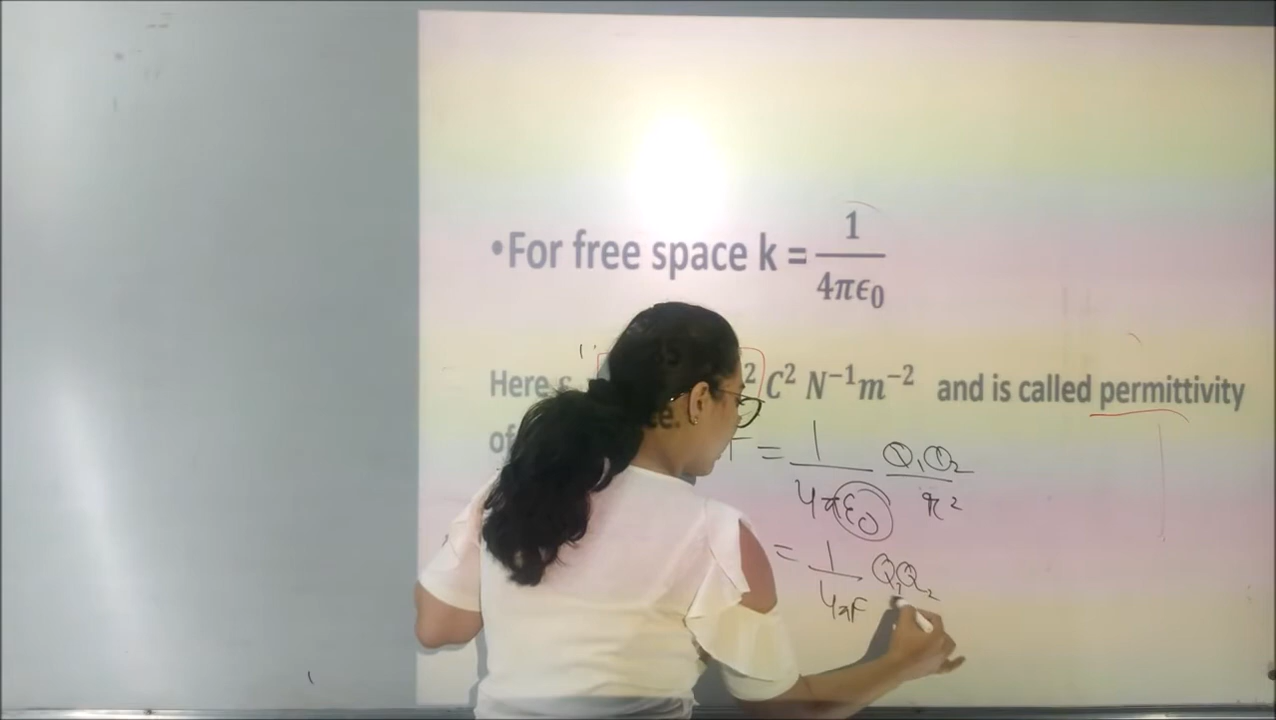 •For free space k = 1/4πϵ0
Here 2 C² N⁻¹m⁻² and is called permittivity
of ce.
F = 1/4πε0 Q1Q2/r²
= 1/4πε Q1Q2